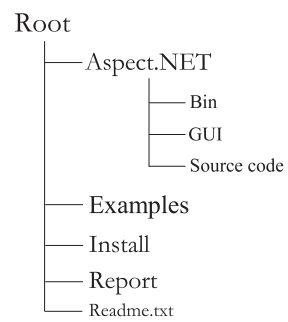 Root
Aspect.NET
Bin
GUI
Source code
Examples
Install
Report
Readme.txt